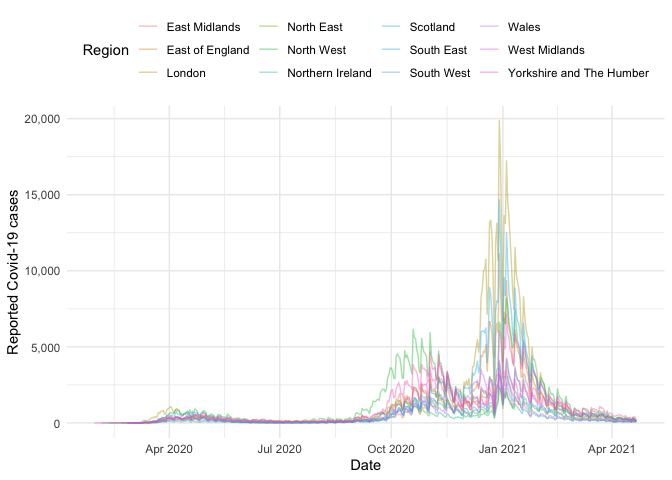 East Midlands North East Scotland Wales
Region East of England North West South East West Midlands
London Northern Ireland South West Yorkshire and The Humber
20,000
15,000
10,000
5,000
0
Reported Covid-19 cases
Apr 2020 Jul 2020 Oct 2020 Jan 2021 Apr 2021
Date